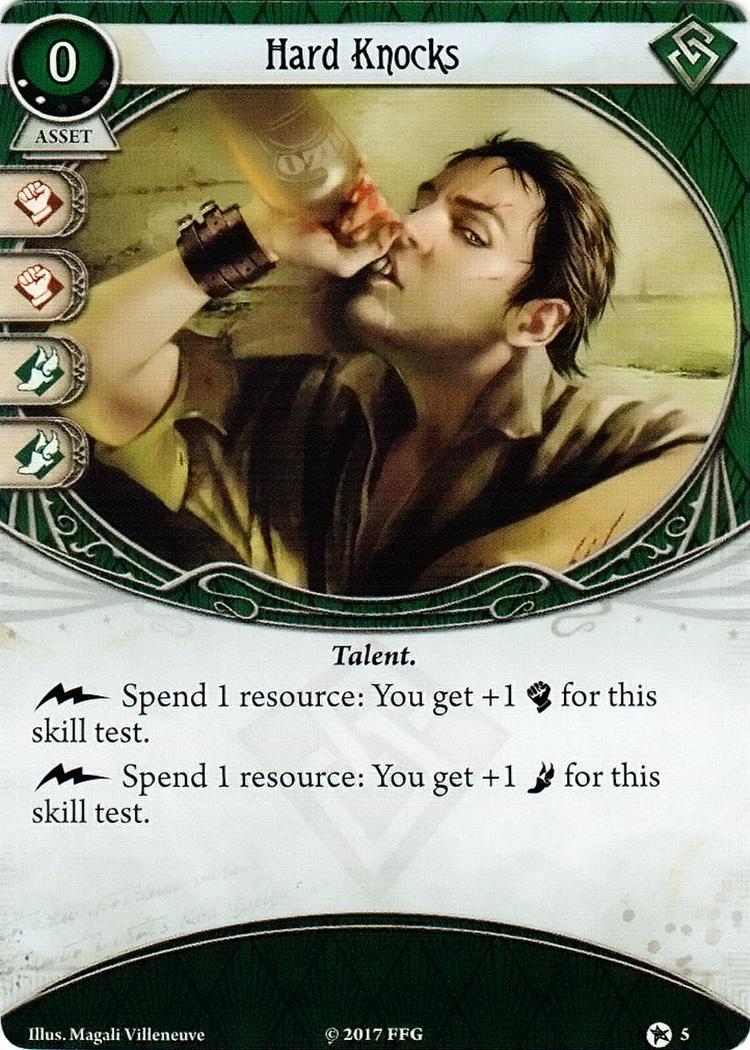 0
Hard Knocks
ASSET
Talent.
Spend 1 resource: You get +1 for this
skill test.
Spend 1 resource: You get +1 for this
skill test.
Illus. Magali Villeneuve
© 2017 FFG
5